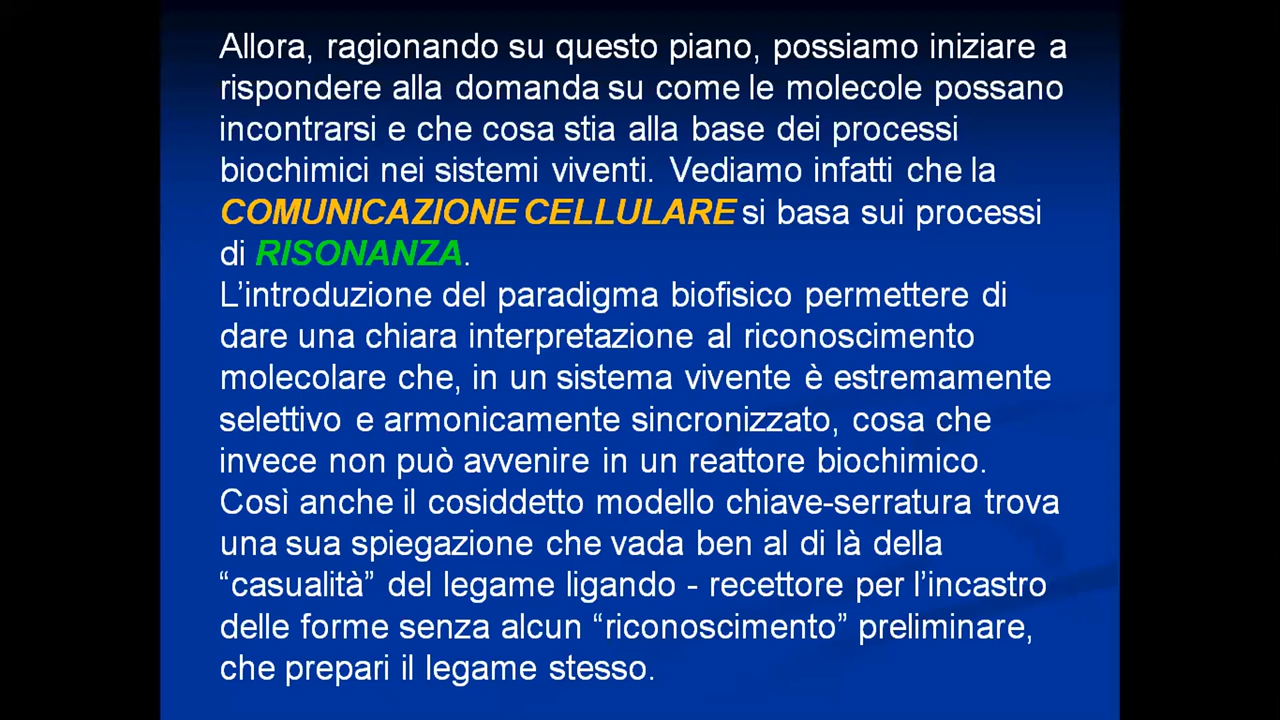 Allora, ragionando su questo piano, possiamo iniziare a
rispondere alla domanda su come le molecole possano
incontrarsi e che cosa stia alla base dei processi
biochimici nei sistemi viventi. Vediamo infatti che la
COMUNICAZIONE CELLULARE si basa sui processi
di RISONANZA.
L’introduzione del paradigma biofisico permettere di
dare una chiara interpretazione al riconoscimento
molecolare che, in un sistema vivente è estremamente
selettivo e armonicamente sincronizzato, cosa che
invece non può avvenire in un reattore biochimico.
Così anche il cosiddetto modello chiave-serratura trova
una sua spiegazione che vada ben al di là della
“casualità” del legame ligando - recettore per l’incastro
delle forme senza alcun “riconoscimento” preliminare,
che prepari il legame stesso.